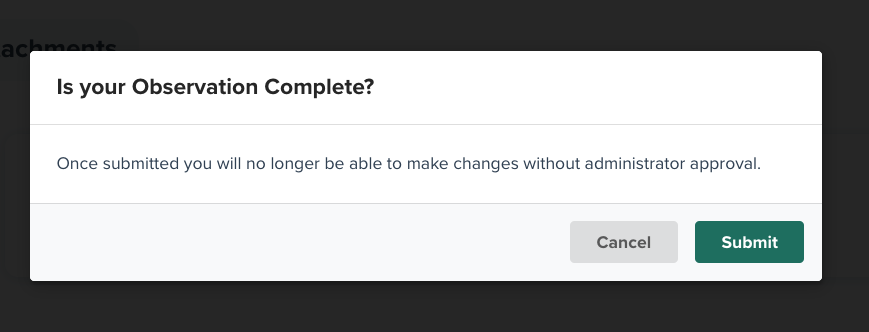 achments
Is your Observation Complete?
Once submitted you will no longer be able to make changes without administrator approval.
Cancel
Submit